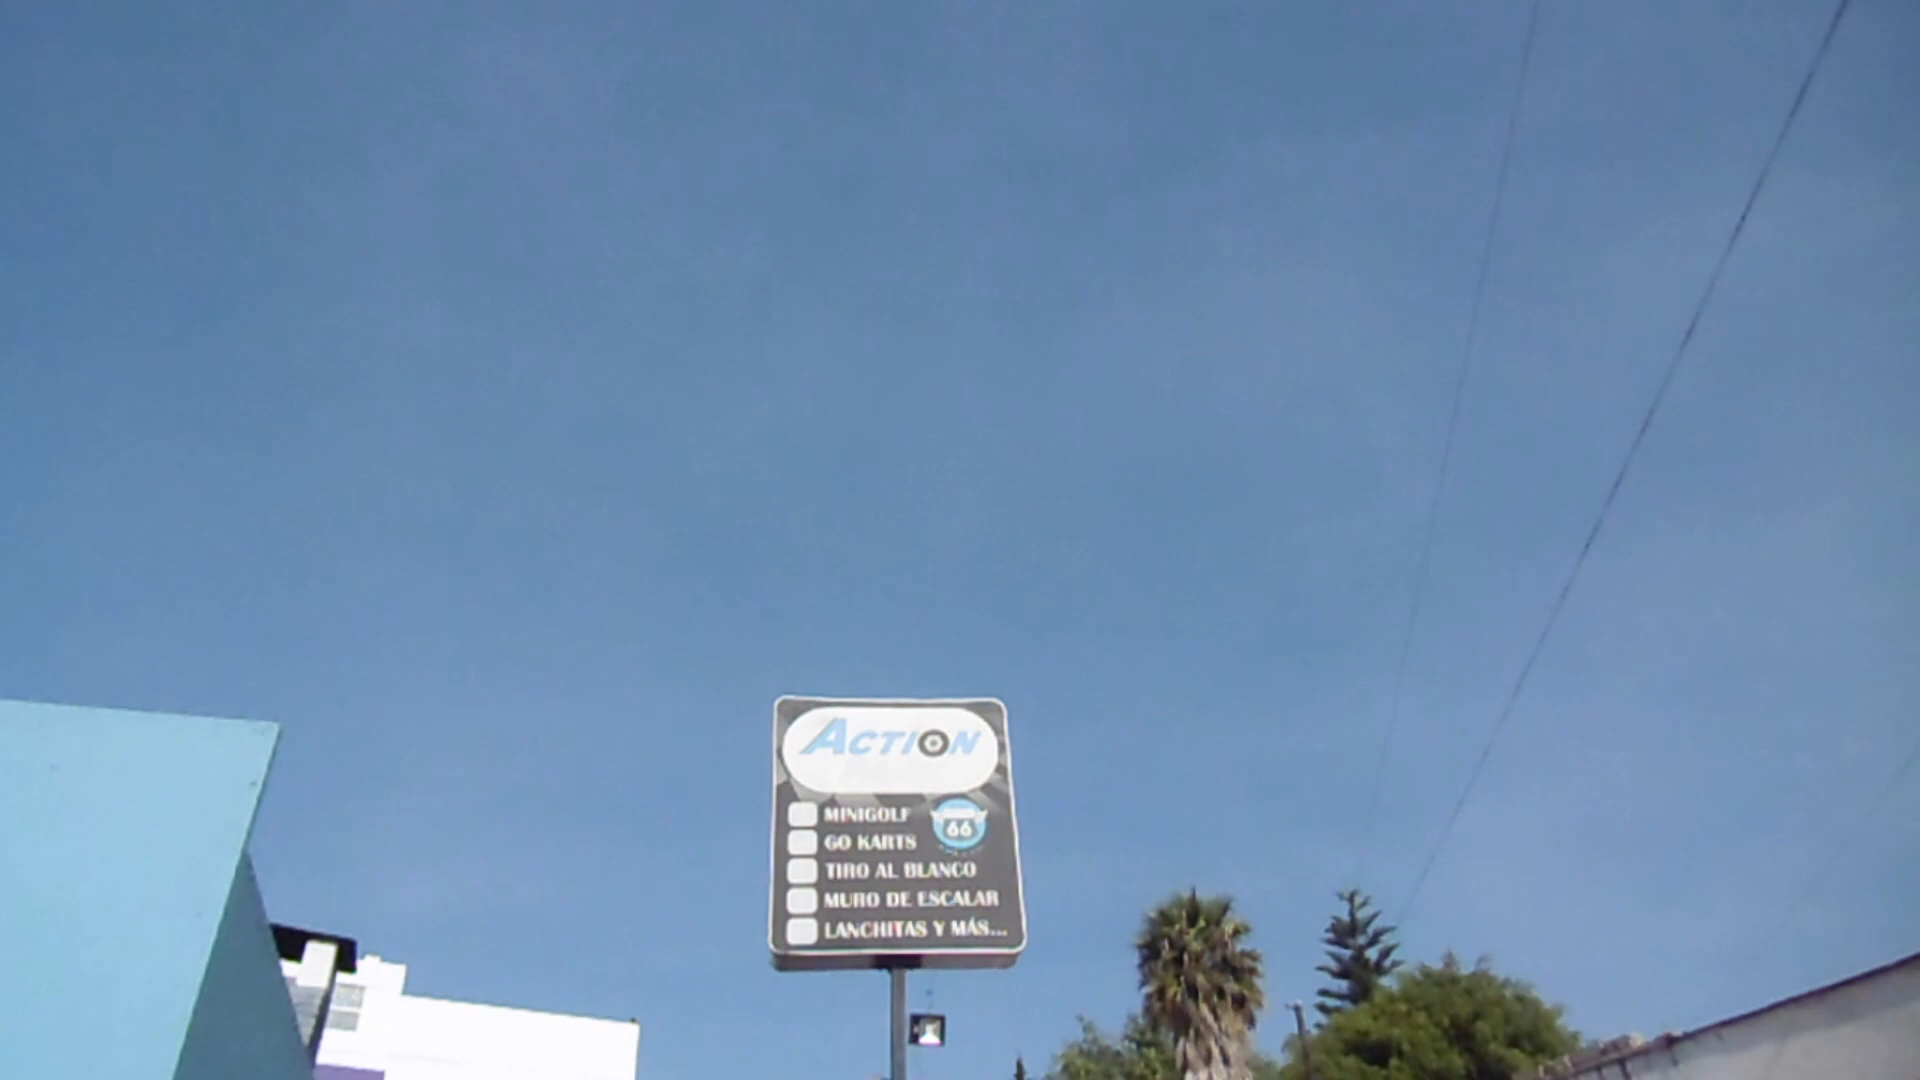 ACTION
MINIGOLF
66
GO KARTS
TIRO AL BLANCO
MURO DE ESCALAR
LANCHITAS Y MÁS...